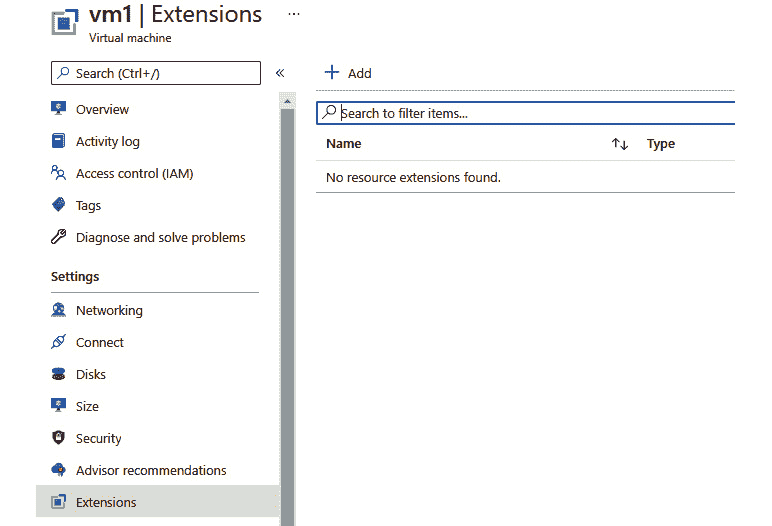 vm1 | Extensions ...
Virtual machine
Search (Ctrl+/)
«
Overview
Activity log
Access control (IAM)
Tags
Diagnose and solve problems
Settings
Networking
Connect
Disks
Size
Security
Advisor recommendations
Extensions
+ Add
Search to filter items...
Name ↑↓ Type
No resource extensions found.